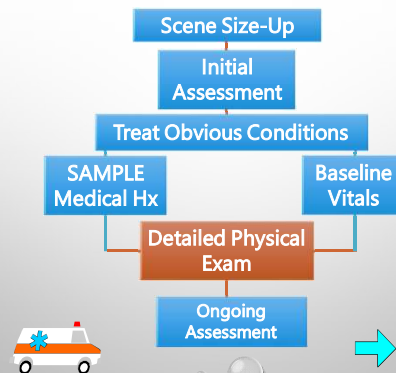 Scene Size-Up
Initial
Assessment
Treat Obvious Conditions
SAMPLE
Medical Hx
Baseline
Vitals
Detailed Physical
Exam
Ongoing
Assessment